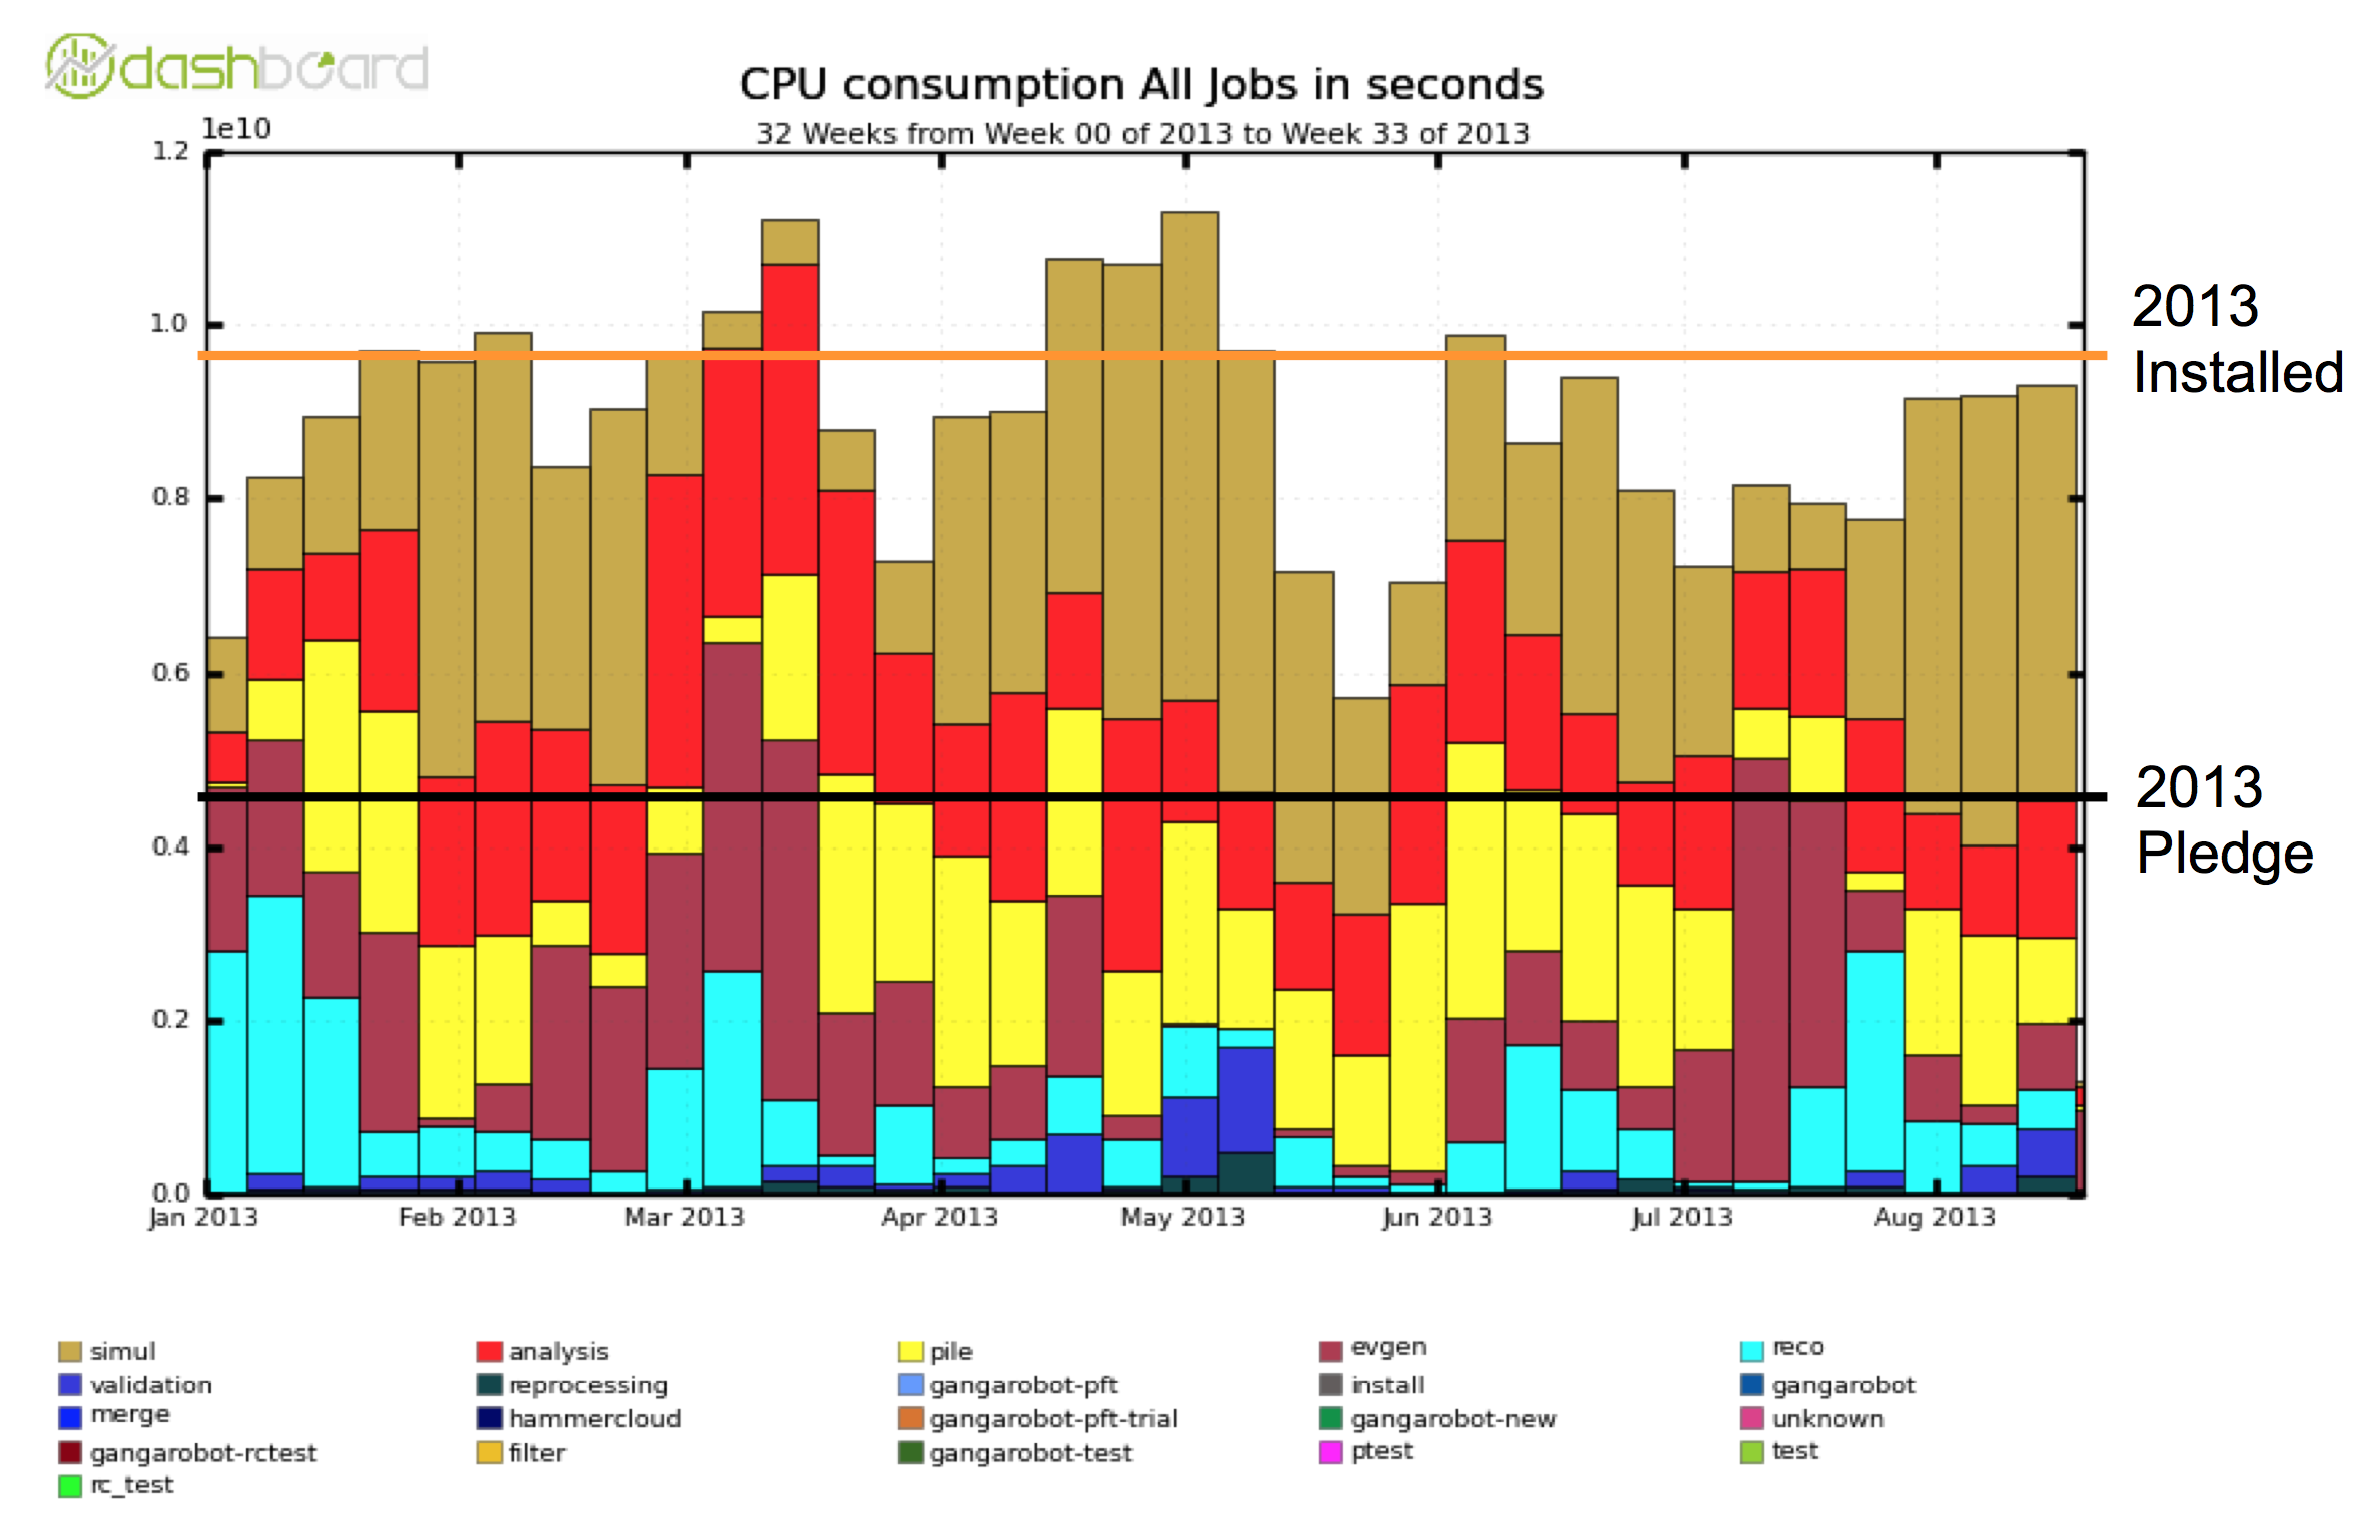 dashboard
CPU consumption All Jobs in seconds
32 Weeks from Week 00 of 2013 to Week 33 of 2013
1e10
1.2
1.0
0.8
0.6
0.4
0.2
0.0
2013
Installed
2013
Pledge
Jan 2013 Feb 2013 Mar 2013 Apr 2013 May 2013 Jun 2013 Jul 2013 Aug 2013
simul analysis pile evgen reco
validation reprocessing gangarobot-pft install gangarobot
merge hammercloud gangarobot-pft-trial gangarobot-new unknown
gangarobot-rctest filter gangarobot-test ptest test
rc_test